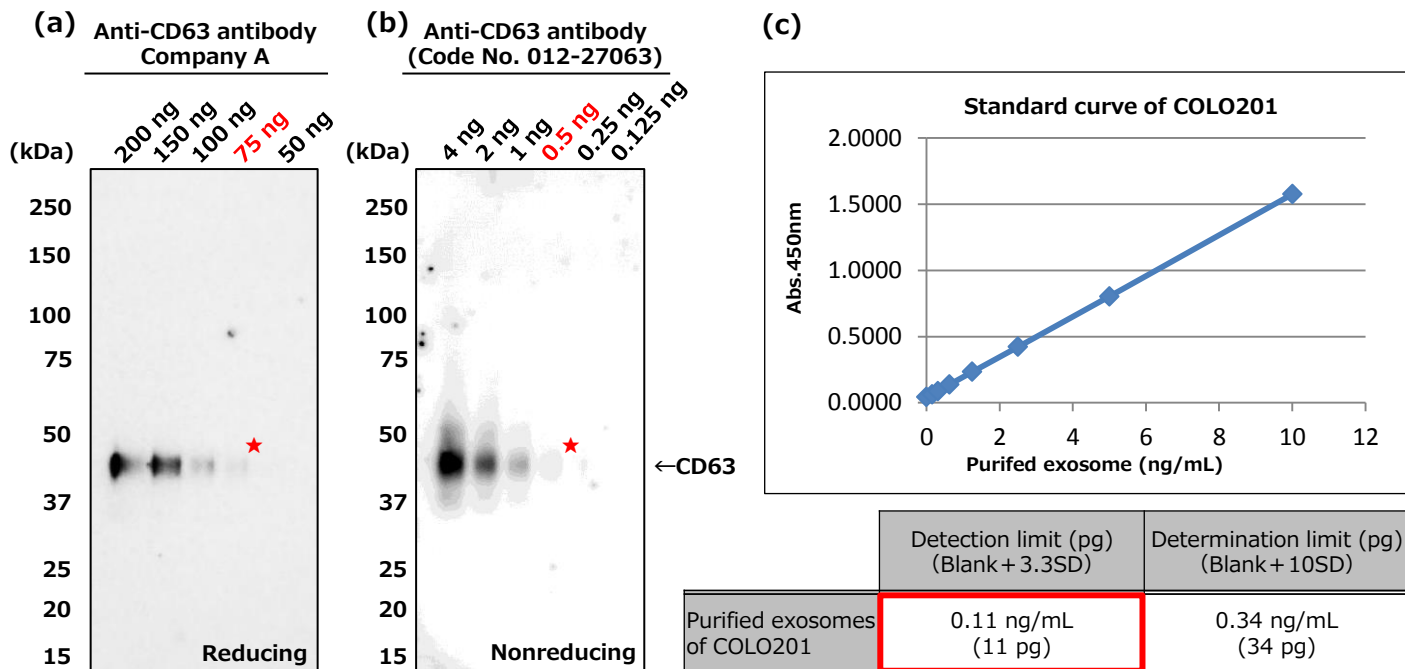 (a)
Anti-CD63 antibody
Company A
200 ng
150 ng
100 ng
75 ng
50 ng
(kDa)
250
150
100
75
50
37
25
20
15
Reducing
(b)
Anti-CD63 antibody
(Code No. 012-27063)
4 ng
2 ng
1 ng
0.5 ng
0.25 ng
0.125 ng
(kDa)
250
150
100
75
50
37
25
20
15
←CD63
Nonreducing
(c)
Standard curve of COLO201
2.0000
1.5000
1.0000
0.5000
0.0000
Abs.450nm
0 2 4 6 8 10 12
Purifed exosome (ng/mL)
Detection limit (pg)
(Blank+3.3SD)
Determination limit (pg)
(Blank+10SD)
Purified exosomes
of COLO201
0.11 ng/mL
(11 pg)
0.34 ng/mL
(34 pg)